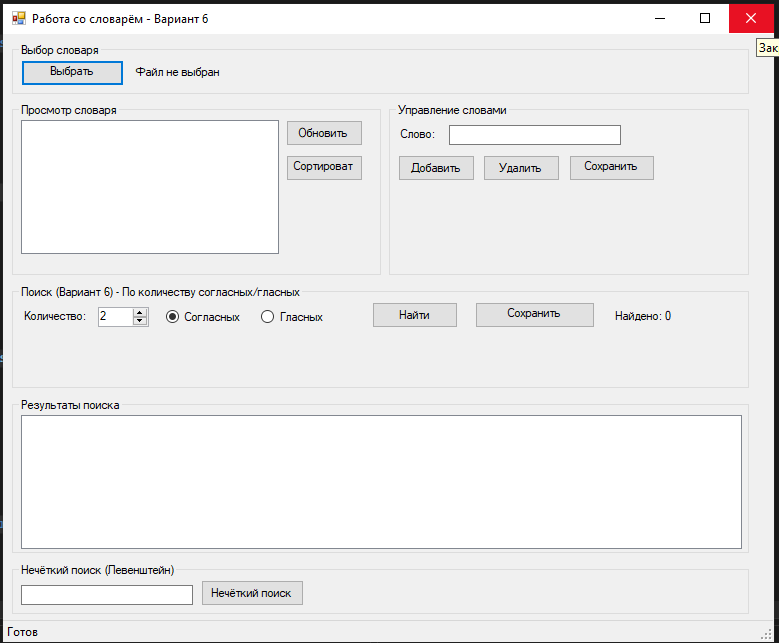 Работа со словарём - Вариант 6
Зак
Выбор словаря
Выбрать Файл не выбран
Просмотр словаря
Обновить
Сортироват
Управление словами
Слово:
Добавить Удалить Сохранить
Поиск (Вариант 6) - По количеству согласных/гласных
Количество: 2 Согласных Гласных Найти Сохранить Найдено: 0
Результаты поиска
Нечёткий поиск (Левенштейн)
Нечёткий поиск
Готов